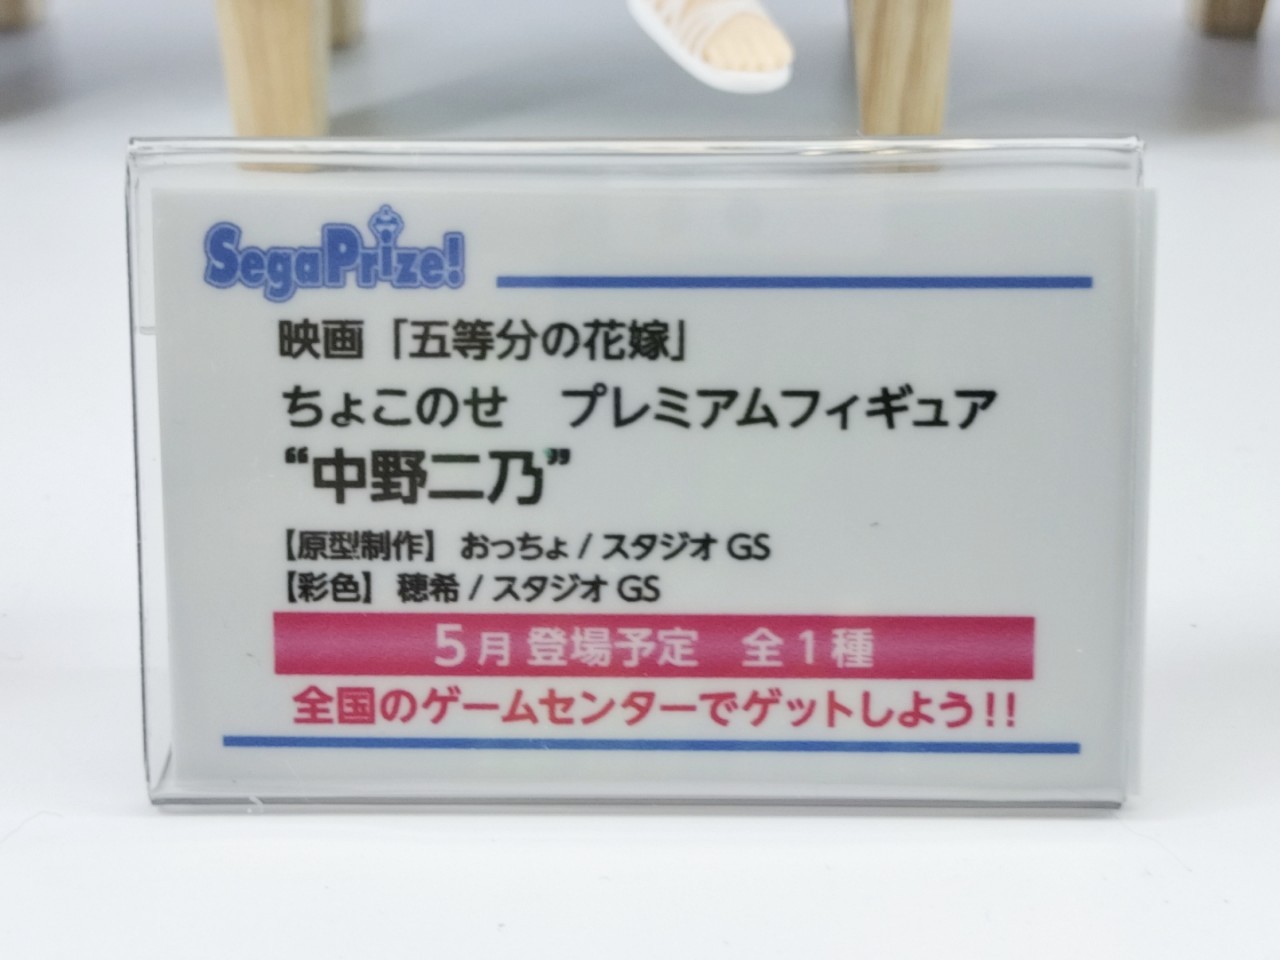 SegaPrize!
映画「五等分の花嫁」
ちょこのせ　プレミアムフィギュア
“中野二乃”
【原型制作】 おっちょ / スタジオ GS
【彩色】 穂希 / スタジオ GS
5月 登場予定　全1種
全国のゲームセンターでゲットしよう!!